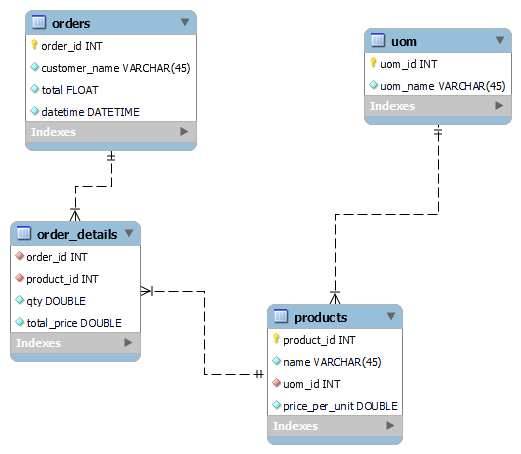 orders
order_id INT
customer_name VARCHAR(45)
total FLOAT
datetime DATETIME
Indexes
uom
uom_id INT
uom_name VARCHAR(45)
Indexes
order_details
order_id INT
product_id INT
qty DOUBLE
total_price DOUBLE
Indexes
products
product_id INT
name VARCHAR(45)
uom_id INT
price_per_unit DOUBLE
Indexes